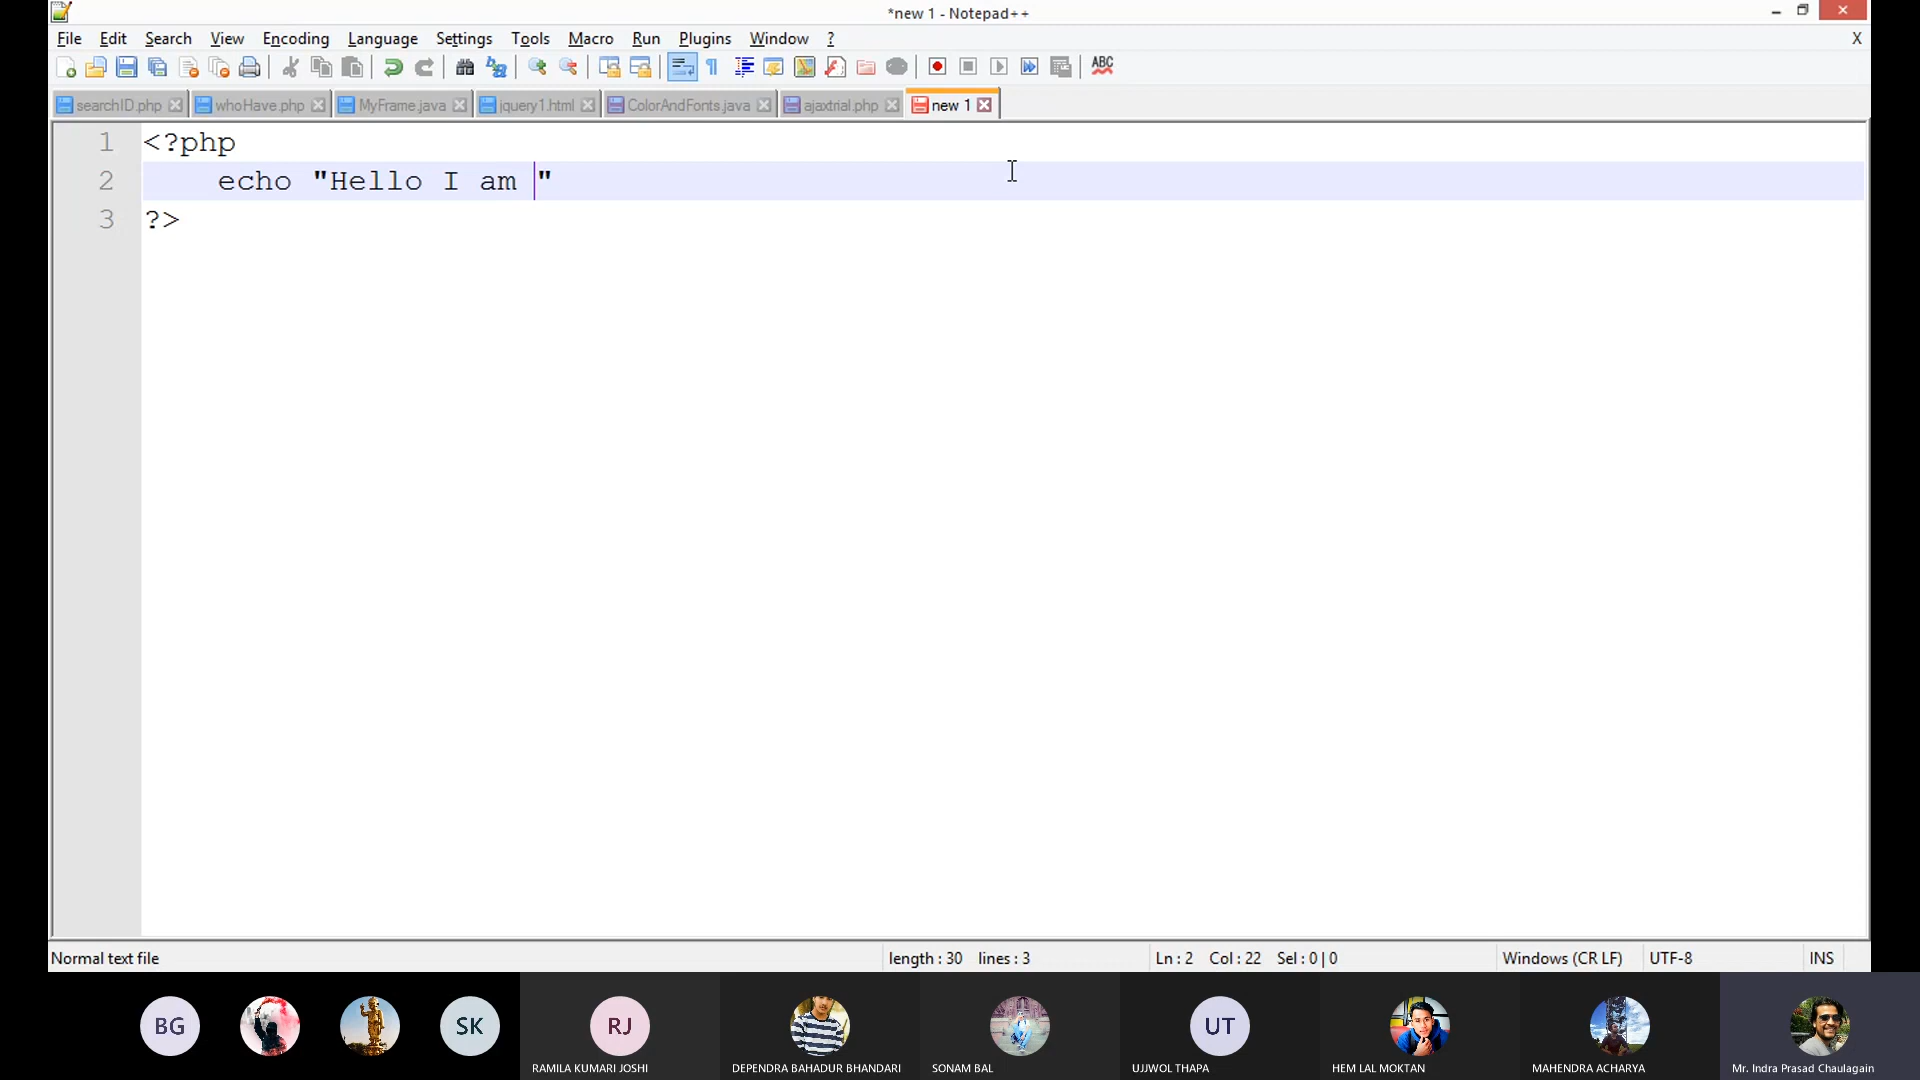 *new 1 - Notepad++
File Edit Search View Encoding Language Settings Tools Macro Run Plugins Window ? X
ABC
searchID.php whoHave.php MyFrame.java jquery1.html ColorAndFonts.java ajaxtrial.php new 1
1 <?php
2 echo "Hello I am "
3 ?>
Normal text file length : 30 lines : 3 Ln : 2 Col : 22 Sel : 0 | 0 Windows (CR LF) UTF-8 INS
BG SK RJ UT
RAMILA KUMARI JOSHI DEPENDRA BAHADUR BHANDARI SONAM BAL UJJWOL THAPA HEM LAL MOKTAN MAHENDRA ACHARYA Mr. Indra Prasad Chaulagain